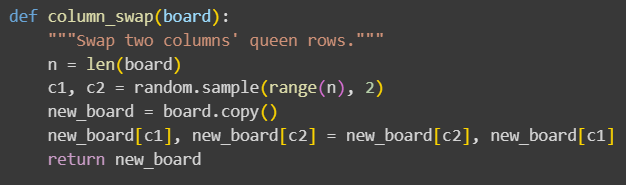 def column_swap(board):
    """Swap two columns' queen rows."""
    n = len(board)
    c1, c2 = random.sample(range(n), 2)
    new_board = board.copy()
    new_board[c1], new_board[c2] = new_board[c2], new_board[c1]
    return new_board